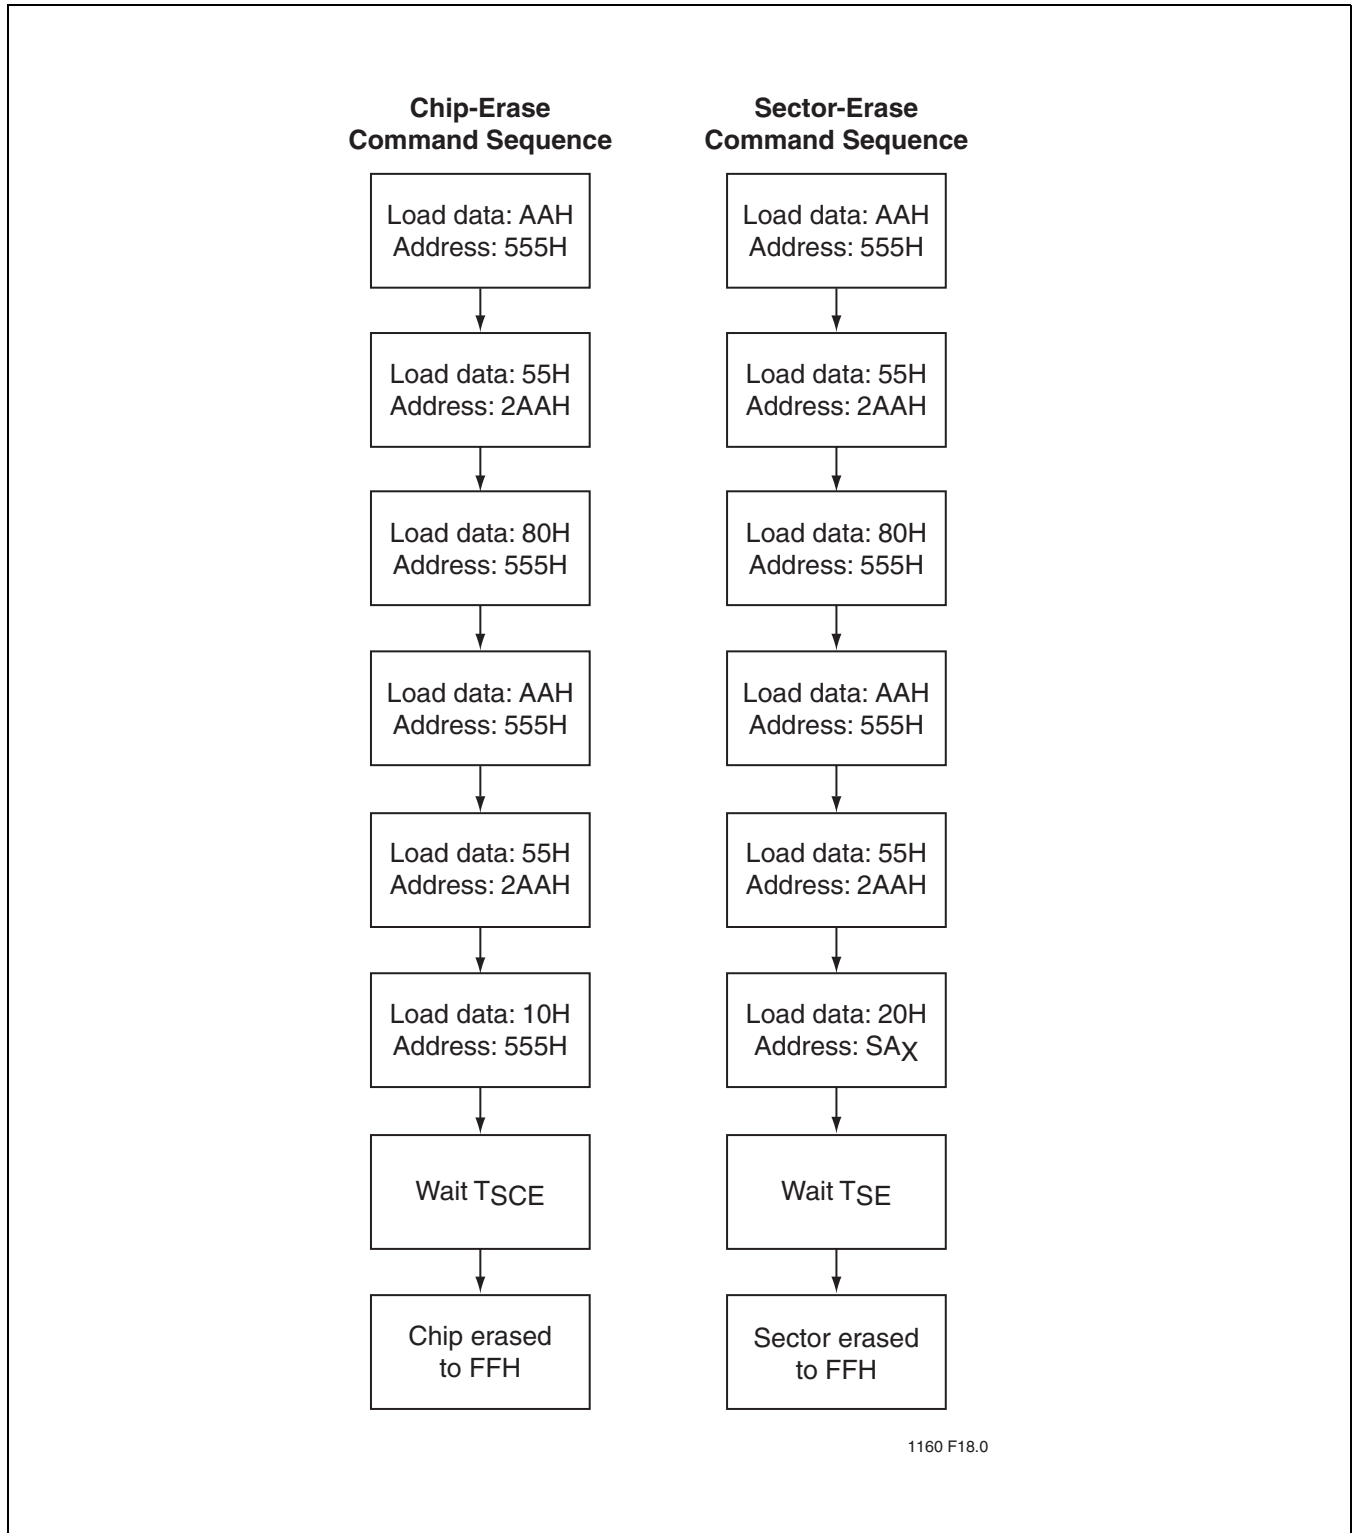 Chip-Erase
Command Sequence
Load data: AAH
Address: 555H
Load data: 55H
Address: 2AAH
Load data: 80H
Address: 555H
Load data: AAH
Address: 555H
Load data: 55H
Address: 2AAH
Load data: 10H
Address: 555H
Wait TSCE
Chip erased
to FFH
Sector-Erase
Command Sequence
Load data: AAH
Address: 555H
Load data: 55H
Address: 2AAH
Load data: 80H
Address: 555H
Load data: AAH
Address: 555H
Load data: 55H
Address: 2AAH
Load data: 20H
Address: SAX
Wait TSE
Sector erased
to FFH
1160 F18.0